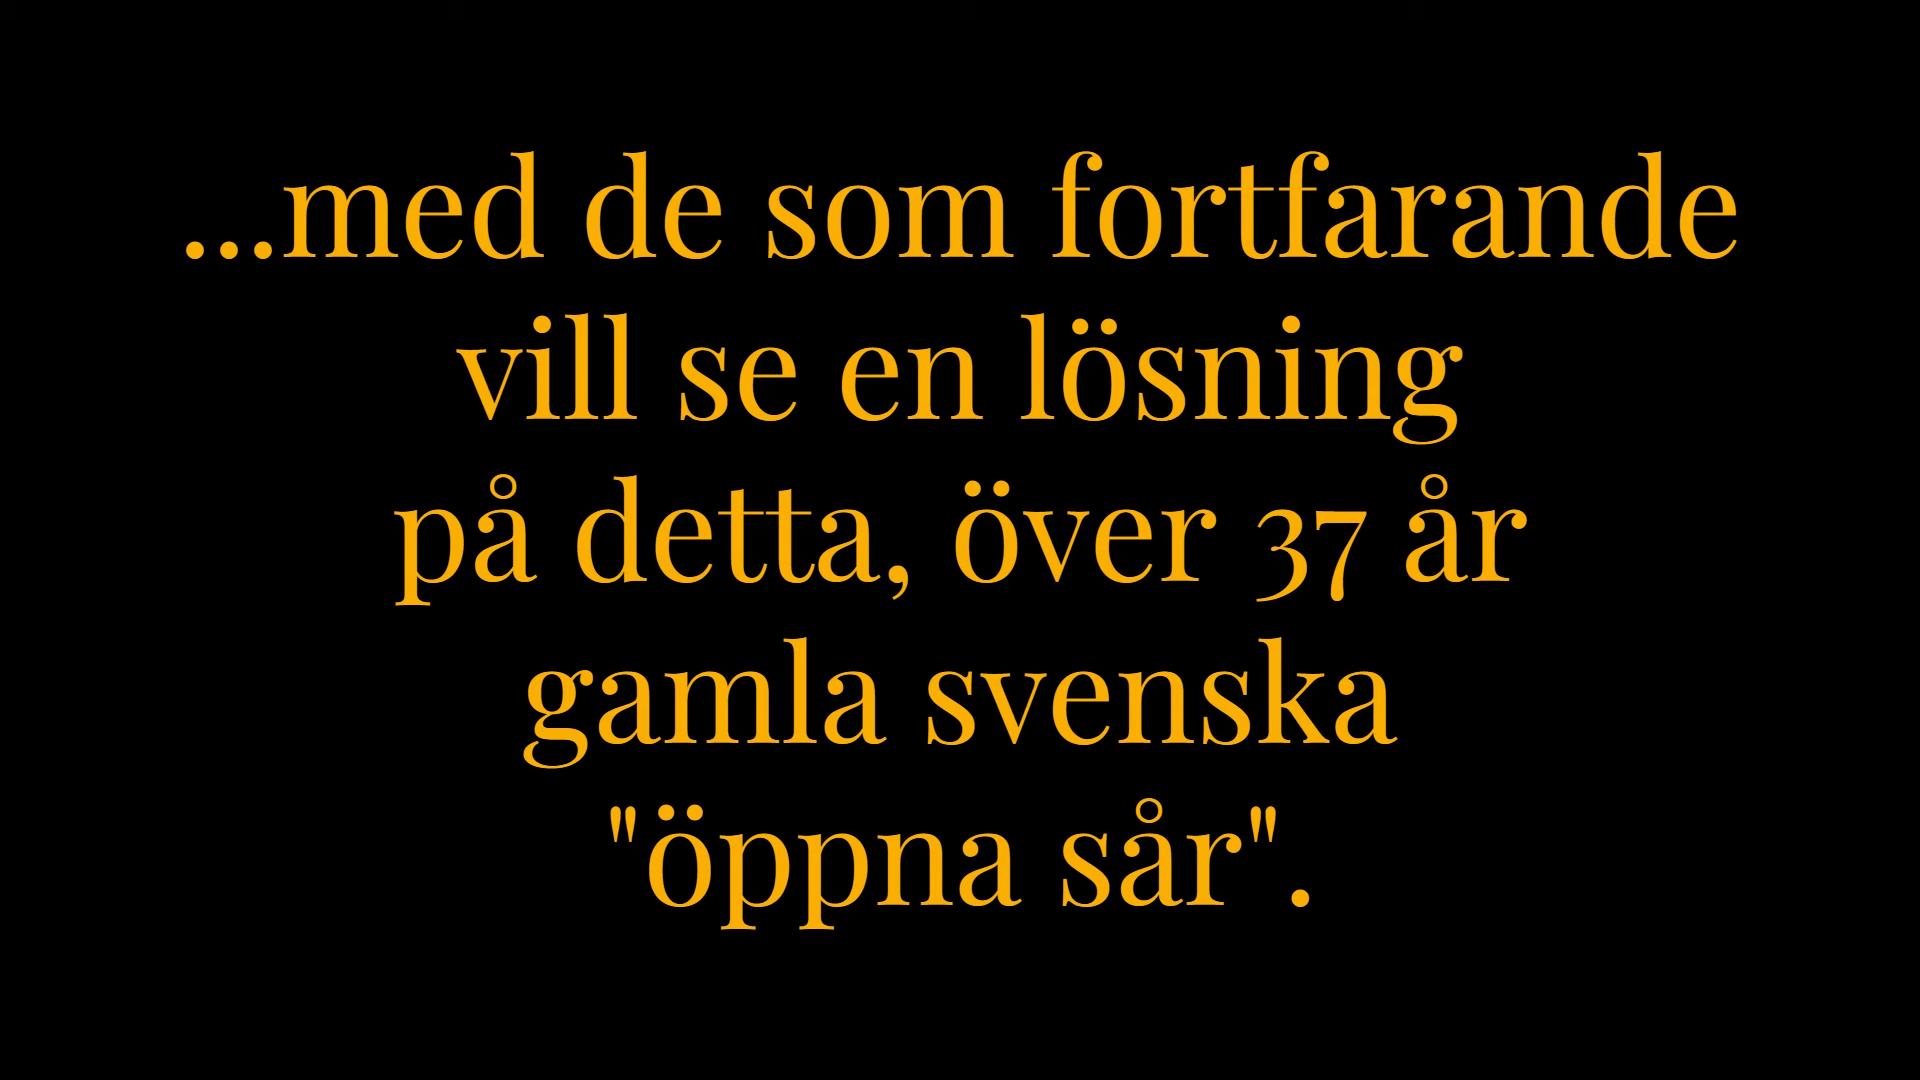 ...med de som fortfarande
vill se en lösning
på detta, över 37 år
gamla svenska
"öppna sår".